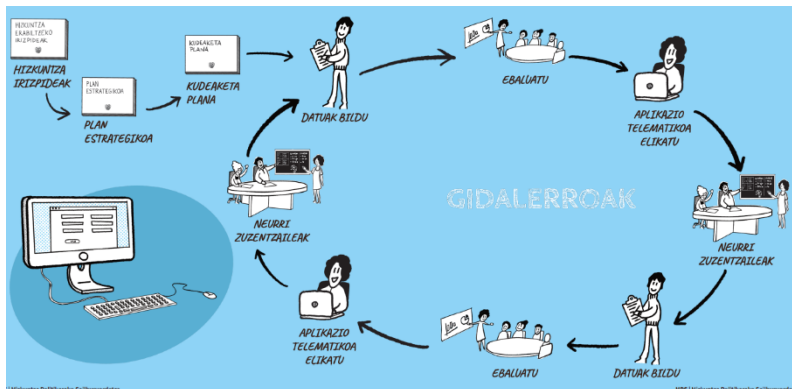 HIZKUNTZA
ERABILTZEKO
IRIZPIDEAK
HIZKUNTZA
IRIZPIDEAK
PLAN
ESTRATEGIKOA
PLAN
ESTRATEGIKOA
KUDEAKETA
PLANA
KUDEAKETA
PLANA
DATUAK BILDU
EBALUATU
APLIKAZIO
TELEMATIKOA
ELIKATU
NEURRI
ZUZENTZAILEAK
GIDALERROAK
NEURRI
ZUZENTZAILEAK
APLIKAZIO
TELEMATIKOA
ELIKATU
EBALUATU
DATUAK BILDU